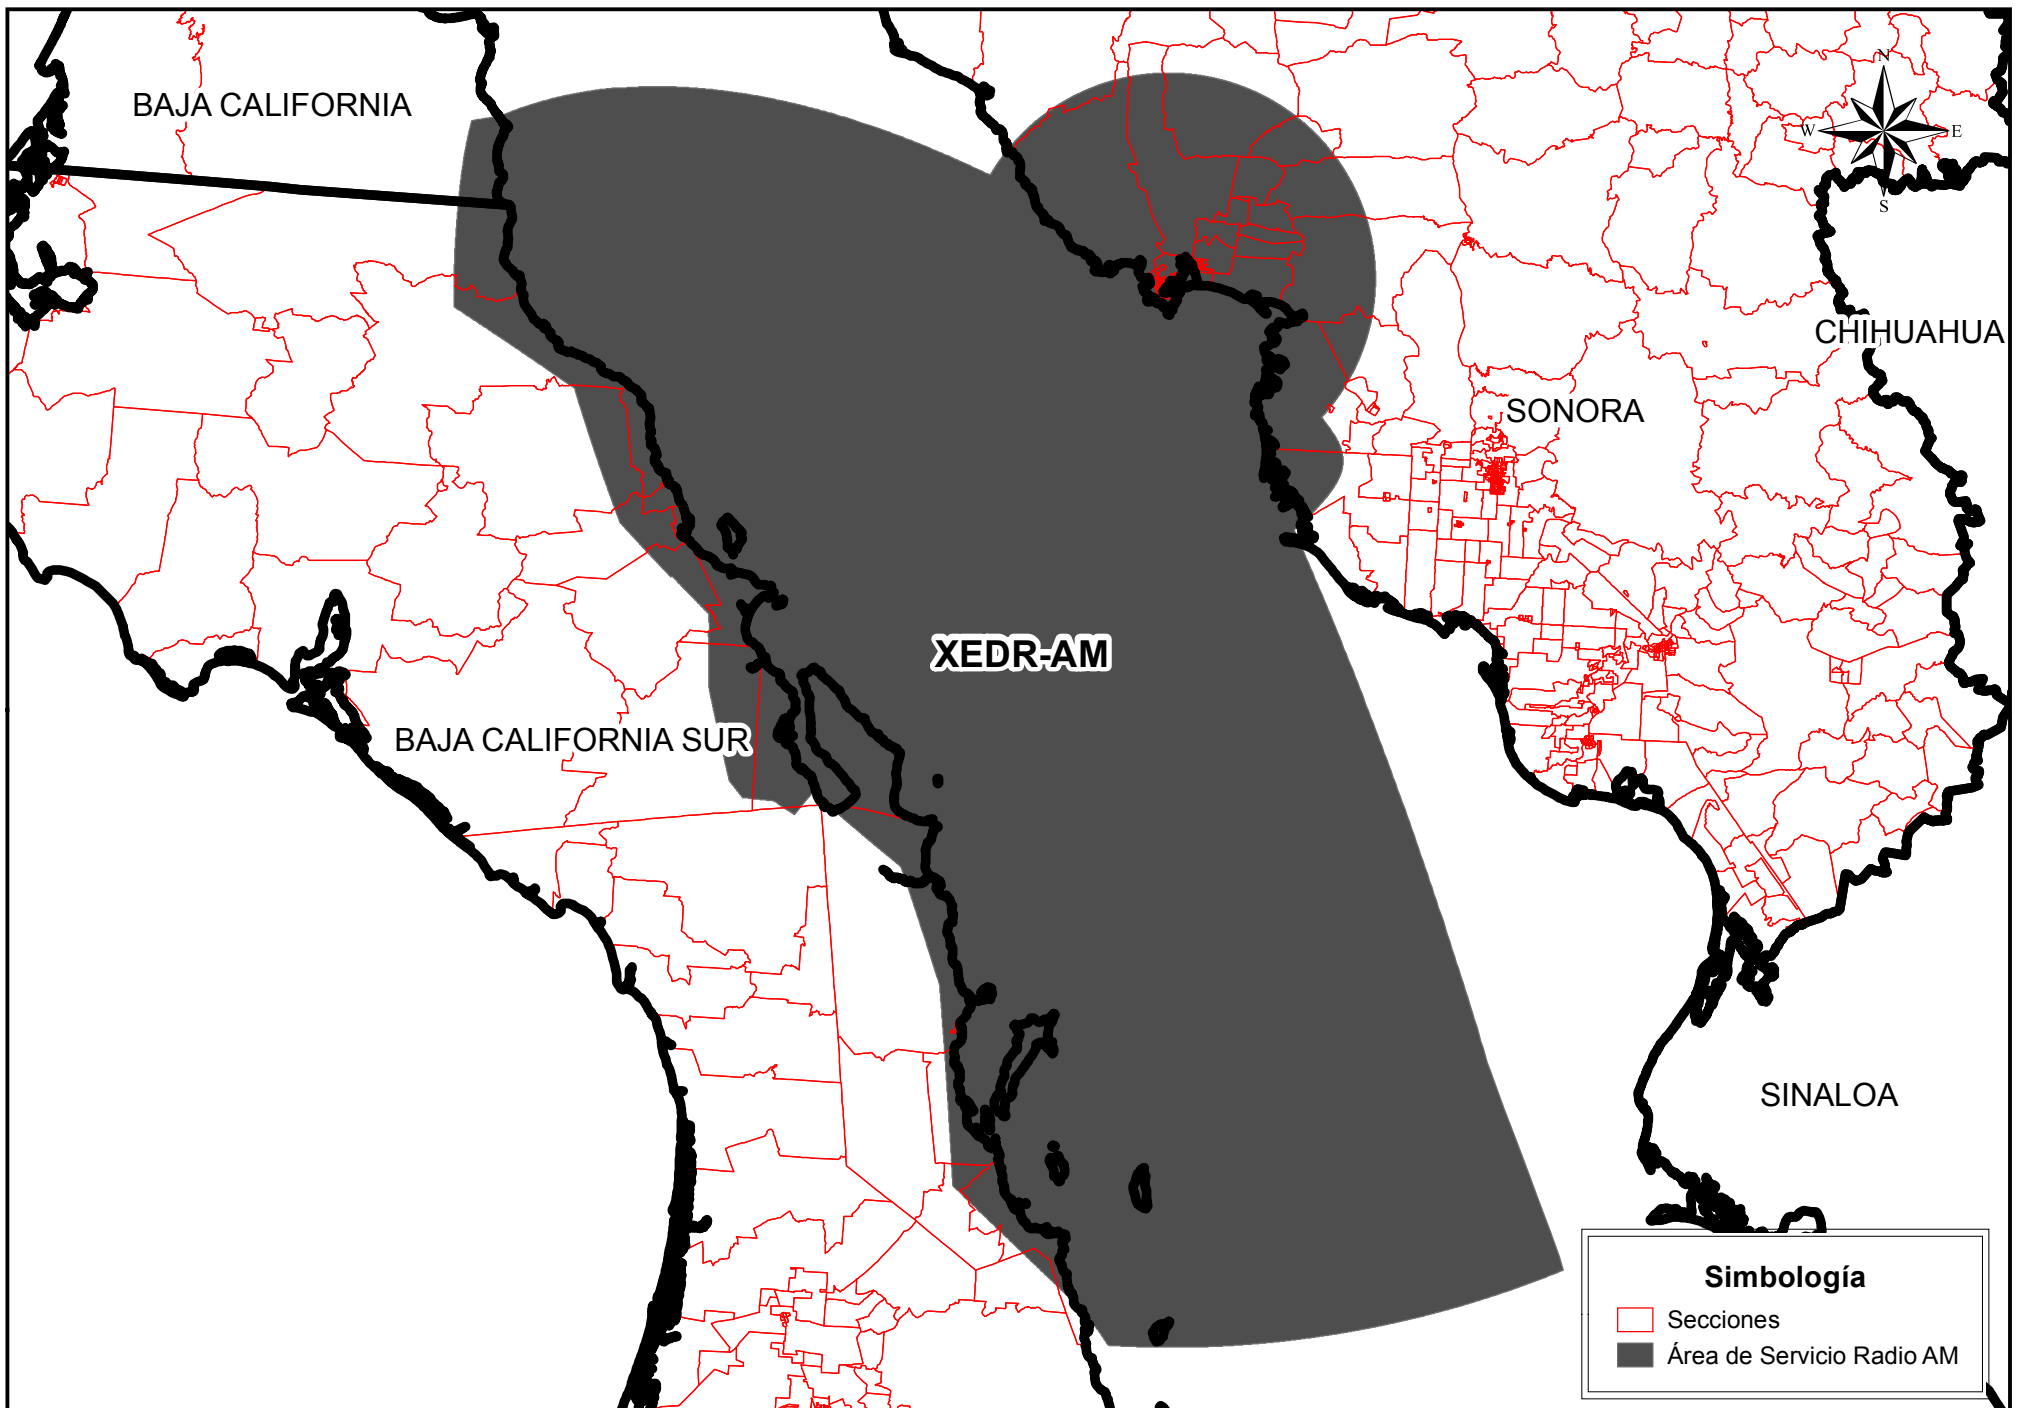 N
BAJA CALIFORNIA
W
E
S
CHIHUAHUA
SONORA
XEDR-AM
BAJA CALIFORNIA SUR
SINALOA
Simbología
Secciones
Área de Servicio Radio AM